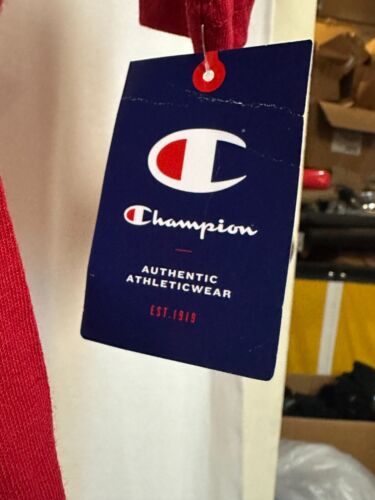 Champion
AUTHENTIC
ATHLETICWEAR
EST.1919